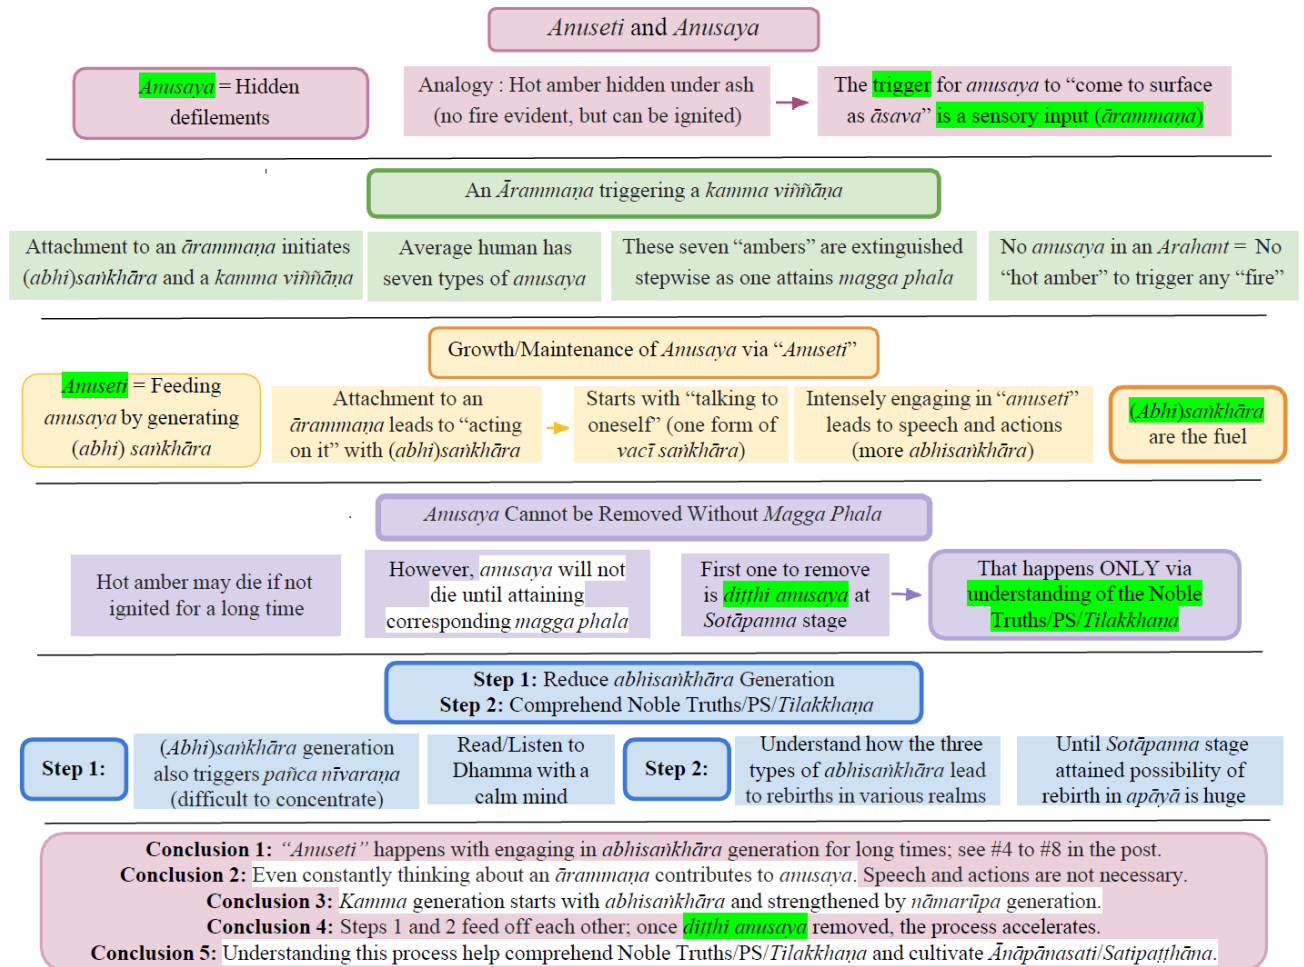 Anuseti and Anusaya
Anusaya = Hidden
defilements
Analogy : Hot amber hidden under ash
(no fire evident, but can be ignited)
The trigger for anusaya to “come to surface
as āsava” is a sensory input (ārammaṇa)
An Ārammaṇa triggering a kamma viññāṇa
Attachment to an ārammaṇa initiates
(abhi)saṅkhāra and a kamma viññāṇa
Average human has
seven types of anusaya
These seven “ambers” are extinguished
stepwise as one attains magga phala
No anusaya in an Arahant = No
“hot amber” to trigger any “fire”
Growth/Maintenance of Anusaya via “Anuseti”
Anuseti = Feeding
anusaya by generating
(abhi) saṅkhāra
Attachment to an
ārammaṇa leads to “acting
on it” with (abhi)saṅkhāra
Starts with “talking to
oneself’ (one form of
vacī saṅkhāra)
Intensely engaging in “anuseti”
leads to speech and actions
(more abhisaṅkhāra)
(Abhi)saṅkhāra
are the fuel
Anusaya Cannot be Removed Without Magga Phala
Hot amber may die if not
ignited for a long time
However, anusaya will not
die until attaining
corresponding magga phala
First one to remove
is diṭṭhi anusaya at
Sotāpanna stage
That happens ONLY via
understanding of the Noble
Truths/PS/Tilakkhaṇa
Step 1: Reduce abhisaṅkhāra Generation
Step 2: Comprehend Noble Truths/PS/Tilakkhaṇa
Step 1:
(Abhi)saṅkhāra generation
also triggers pañca nīvaraṇa
(difficult to concentrate)
Read/Listen to
Dhamma with a
calm mind
Step 2:
Understand how the three
types of abhisaṅkhāra lead
to rebirths in various realms
Until Sotāpanna stage
attained possibility of
rebirth in apāyā is huge
Conclusion 1: “Anuseti” happens with engaging in abhisaṅkhāra generation for long times; see #4 to #8 in the post.
Conclusion 2: Even constantly thinking about an ārammaṇa contributes to anusaya. Speech and actions are not necessary.
Conclusion 3: Kamma generation starts with abhisaṅkhāra and strengthened by nāmarūpa generation.
Conclusion 4: Steps 1 and 2 feed off each other; once diṭṭhi anusaya removed, the process accelerates.
Conclusion 5: Understanding this process help comprehend Noble Truths/PS/Tilakkhaṇa and cultivate Ānāpānasati/Satipaṭṭhāna.